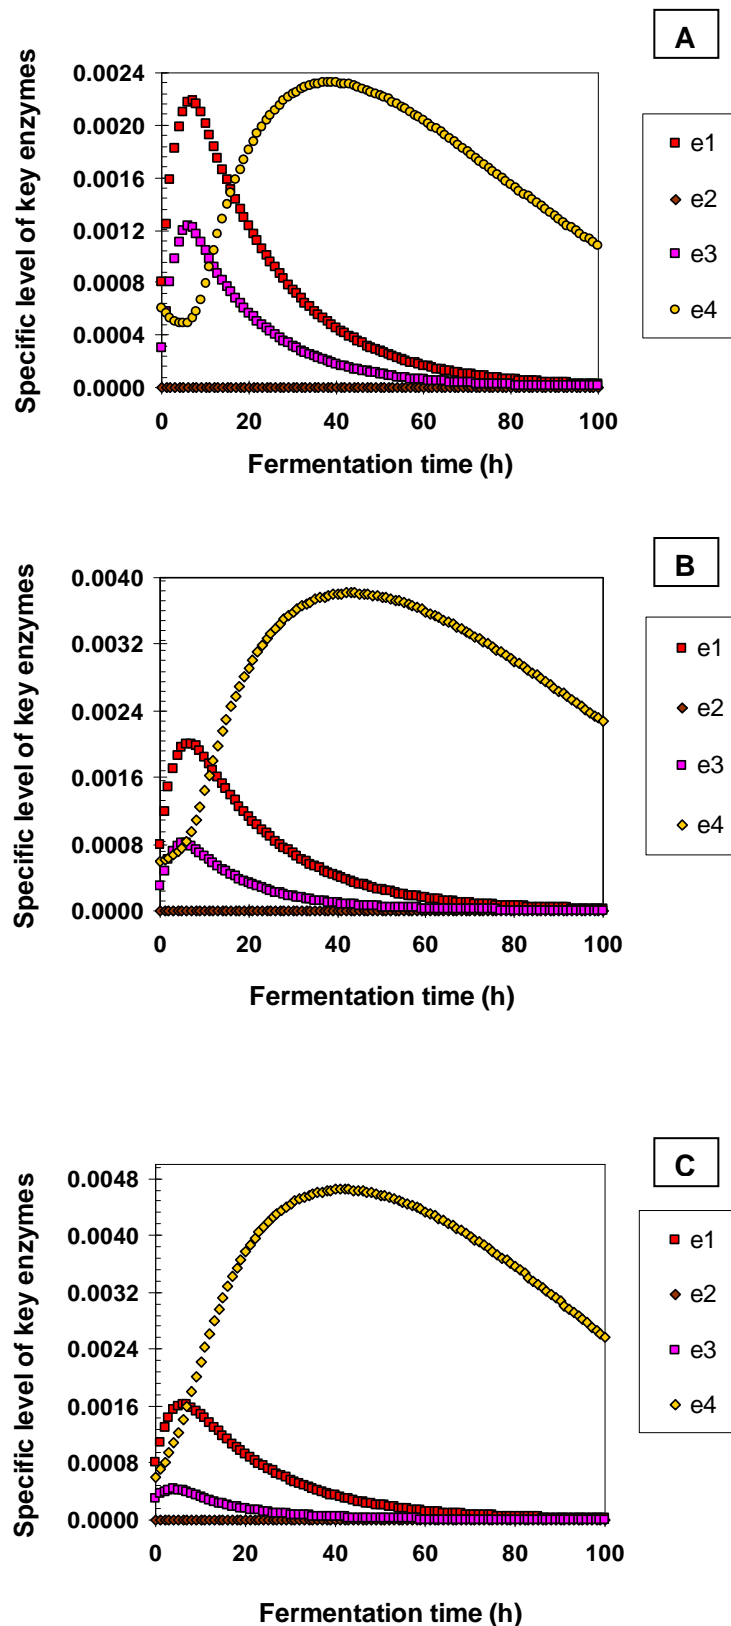 A
Specific level of key enzymes
0.0024
0.0020
0.0016
0.0012
0.0008
0.0004
0.0000
0 20 40 60 80 100
Fermentation time (h)
e1
e2
e3
e4
B
Specific level of key enzymes
0.0040
0.0032
0.0024
0.0016
0.0008
0.0000
0 20 40 60 80 100
Fermentation time (h)
e1
e2
e3
e4
C
Specific level of key enzymes
0.0048
0.0040
0.0032
0.0024
0.0016
0.0008
0.0000
0 20 40 60 80 100
Fermentation time (h)
e1
e2
e3
e4